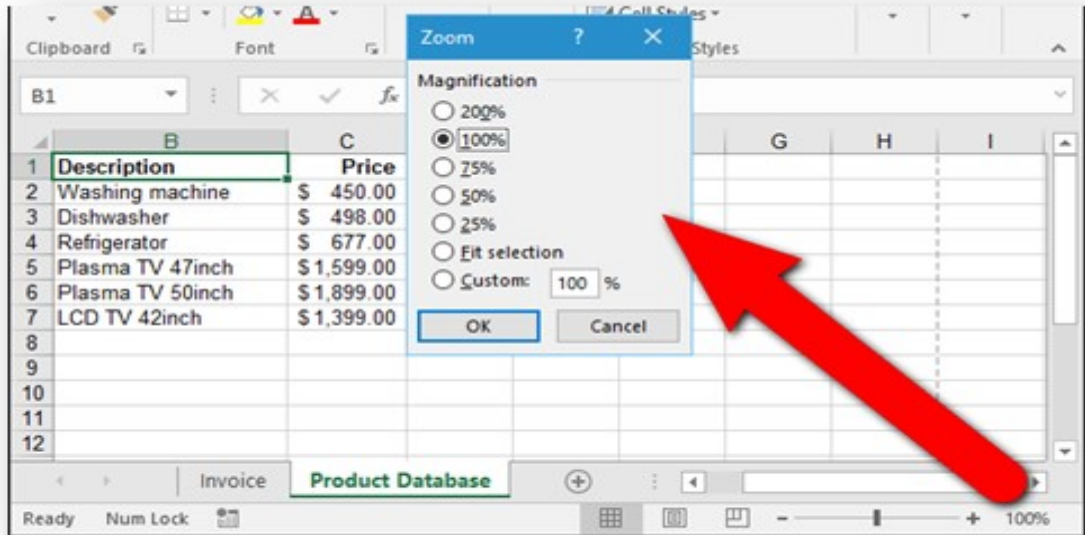 Cell Styles
Clipboard Font Styles
Zoom ? ×
B1 fx
Magnification
200%
100%
75%
50%
25%
Fit selection
Custom: 100 %
OK Cancel
B C G H I
1 Description Price
2 Washing machine $ 450.00
3 Dishwasher $ 498.00
4 Refrigerator $ 677.00
5 Plasma TV 47inch $1,599.00
6 Plasma TV 50inch $1,899.00
7 LCD TV 42inch $1,399.00
8
9
10
11
12
Invoice Product Database
Ready Num Lock 100%